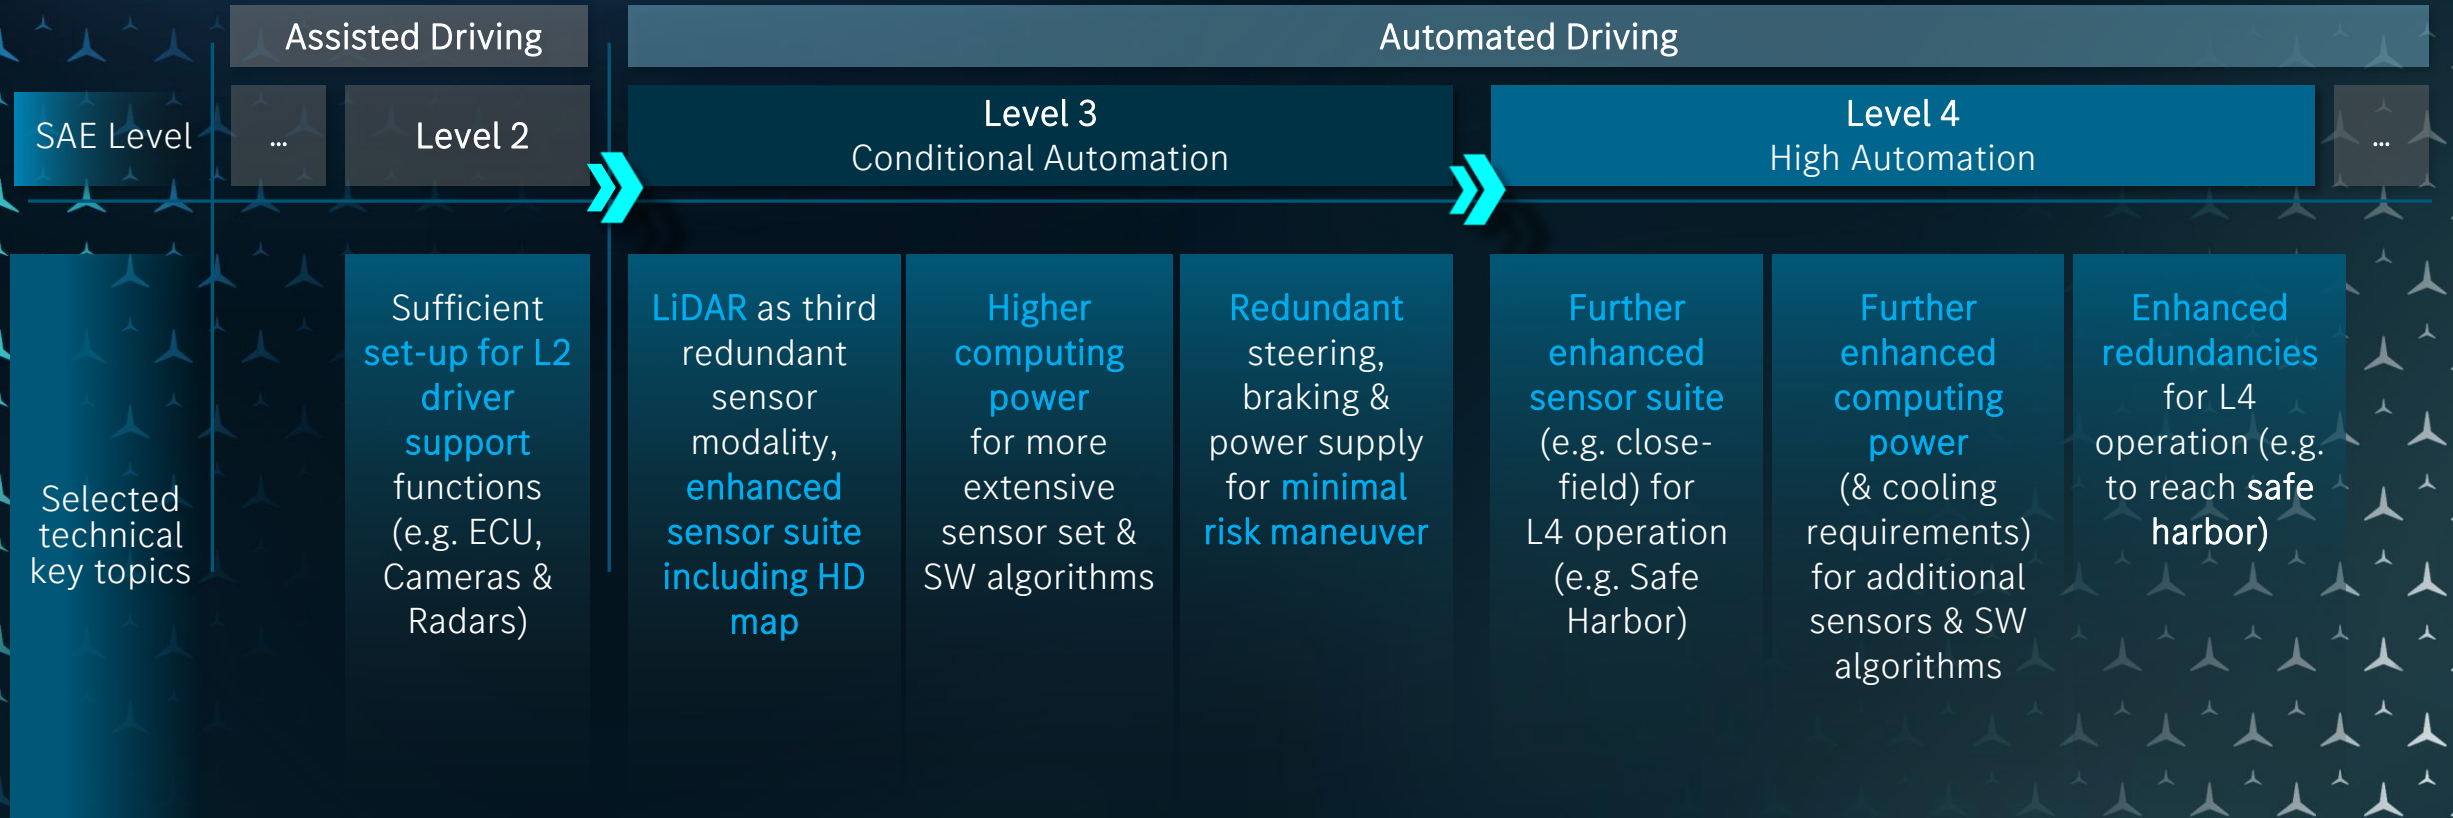 Assisted Driving
Automated Driving
SAE Level
...
Level 2
Level 3
Conditional Automation
Level 4
High Automation
...
Selected
technical
key topics
Sufficient
set-up for L2
driver
support
functions
(e.g. ECU,
Cameras &
Radars)
LiDAR as third
redundant
sensor
modality,
enhanced
sensor suite
including HD
map
Higher
computing
power
for more
extensive
sensor set &
SW algorithms
Redundant
steering,
braking &
power supply
for minimal
risk maneuver
Further
enhanced
sensor suite
(e.g. close-
field) for
L4 operation
(e.g. Safe
Harbor)
Further
enhanced
computing
power
(& cooling
requirements)
for additional
sensors & SW
algorithms
Enhanced
redundancies
for L4
operation (e.g.
to reach safe
harbor)